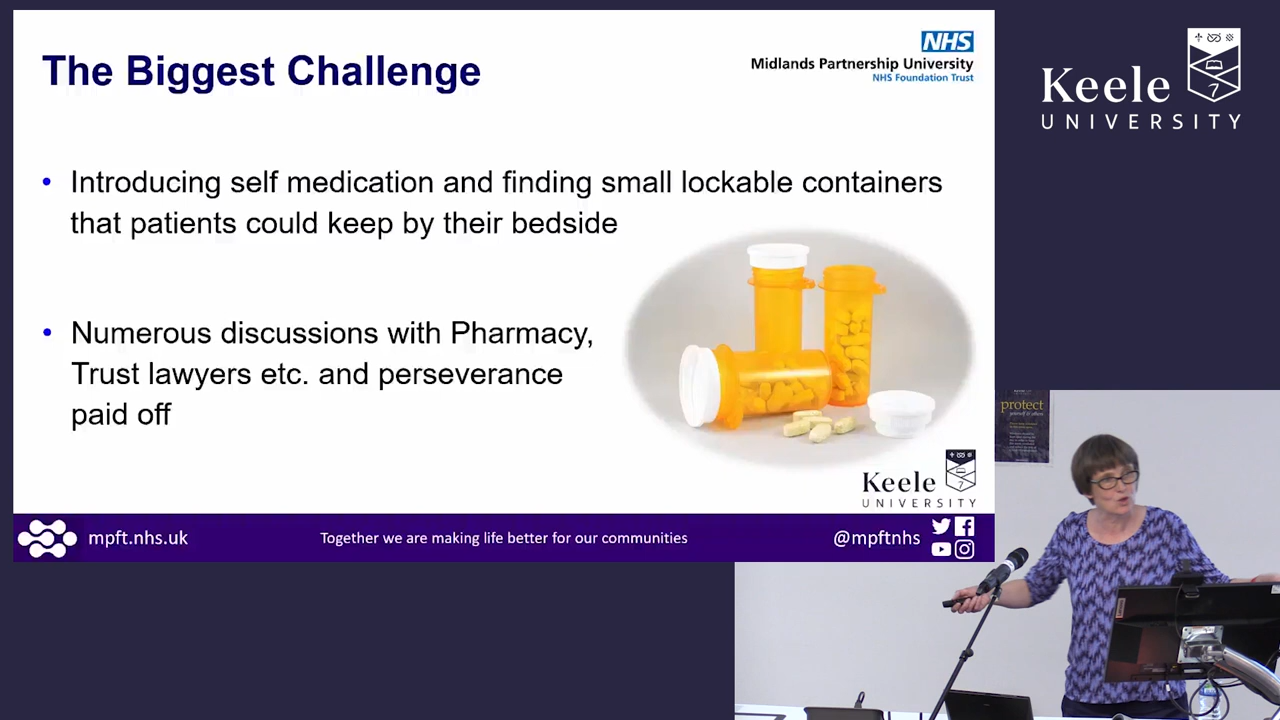 The Biggest Challenge
NHS
Midlands Partnership University
NHS Foundation Trust
Keele
UNIVERSITY
• Introducing self medication and finding small lockable containers
that patients could keep by their bedside
• Numerous discussions with Pharmacy,
Trust lawyers etc. and perseverance
paid off
Keele
UNIVERSITY
mpft.nhs.uk
Together we are making life better for our communities
@mpftnhs
protect